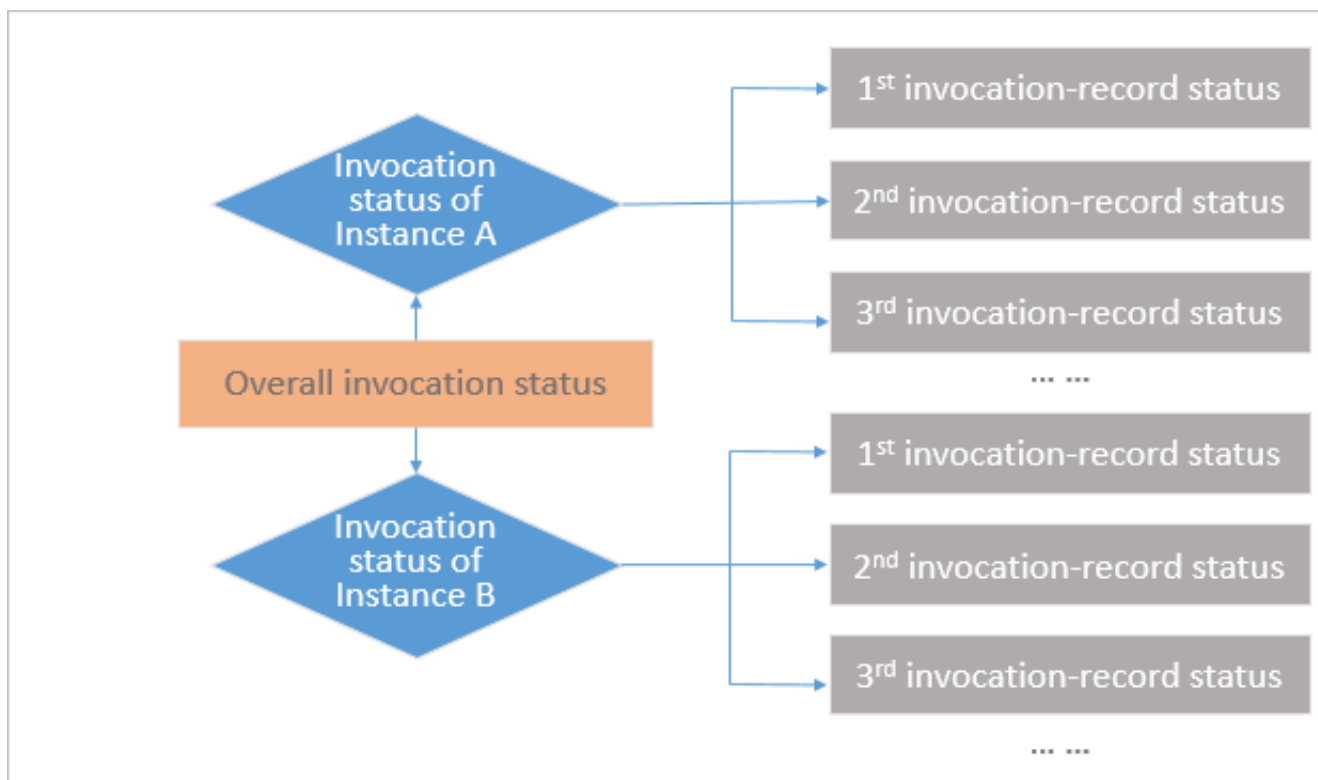 1st invocation-record status
Invocation
status of
Instance A
2nd invocation-record status
3rd invocation-record status
... ...
Overall invocation status
1st invocation-record status
Invocation
status of
Instance B
2nd invocation-record status
3rd invocation-record status
... ...